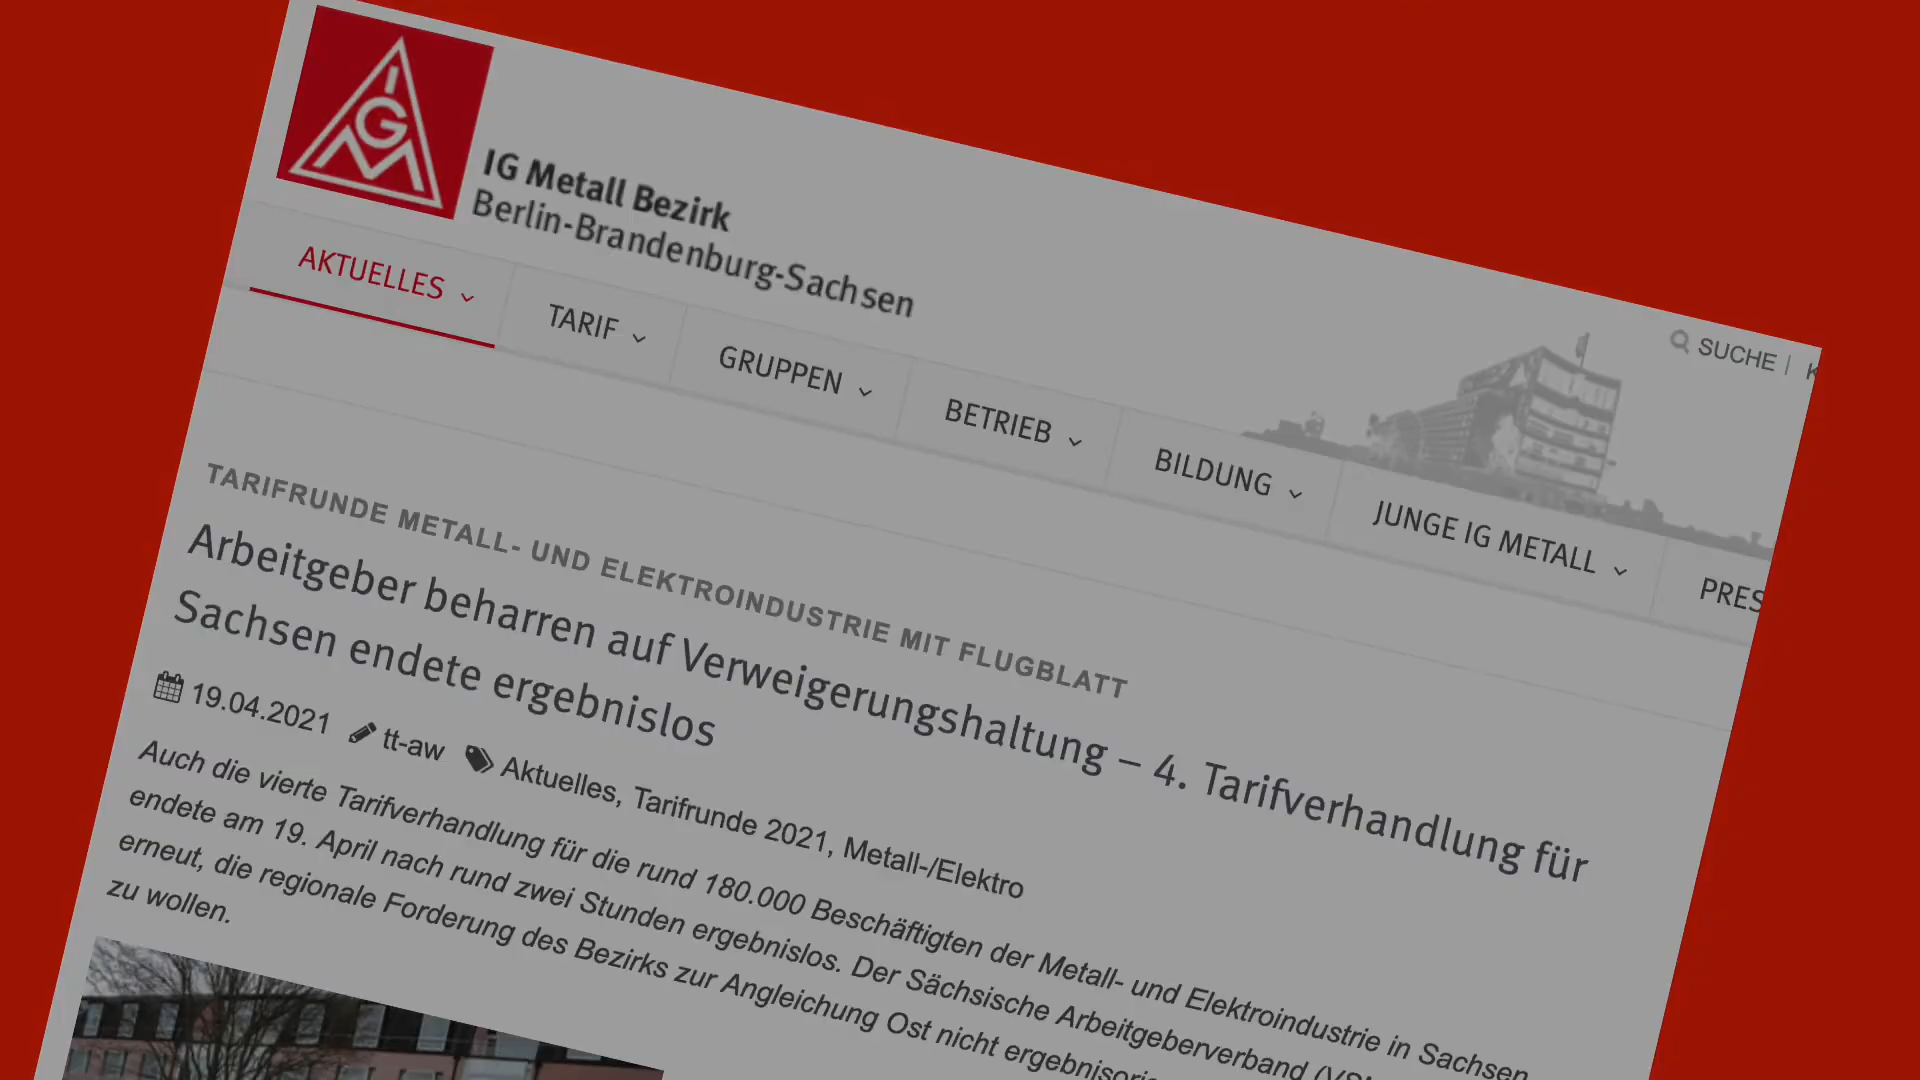 IGM
IG Metall Bezirk
Berlin-Brandenburg-Sachsen
SUCHE |
AKTUELLES
TARIF
GRUPPEN
BETRIEB
BILDUNG
JUNGE IG METALL
PRES
TARIFRUNDE METALL- UND ELEKTROINDUSTRIE MIT FLUGBLATT
Arbeitgeber beharren auf Verweigerungshaltung – 4. Tarifverhandlung für
Sachsen endete ergebnislos
19.04.2021 tt-aw Aktuelles, Tarifrunde 2021, Metall-/Elektro
Auch die vierte Tarifverhandlung für die rund 180.000 Beschäftigten der Metall- und Elektroindustrie in Sachsen
endete am 19. April nach rund zwei Stunden ergebnislos. Der Sächsische Arbeitgeberverband
erneut, die regionale Forderung des Bezirks zur Angleichung Ost nicht
zu wollen.